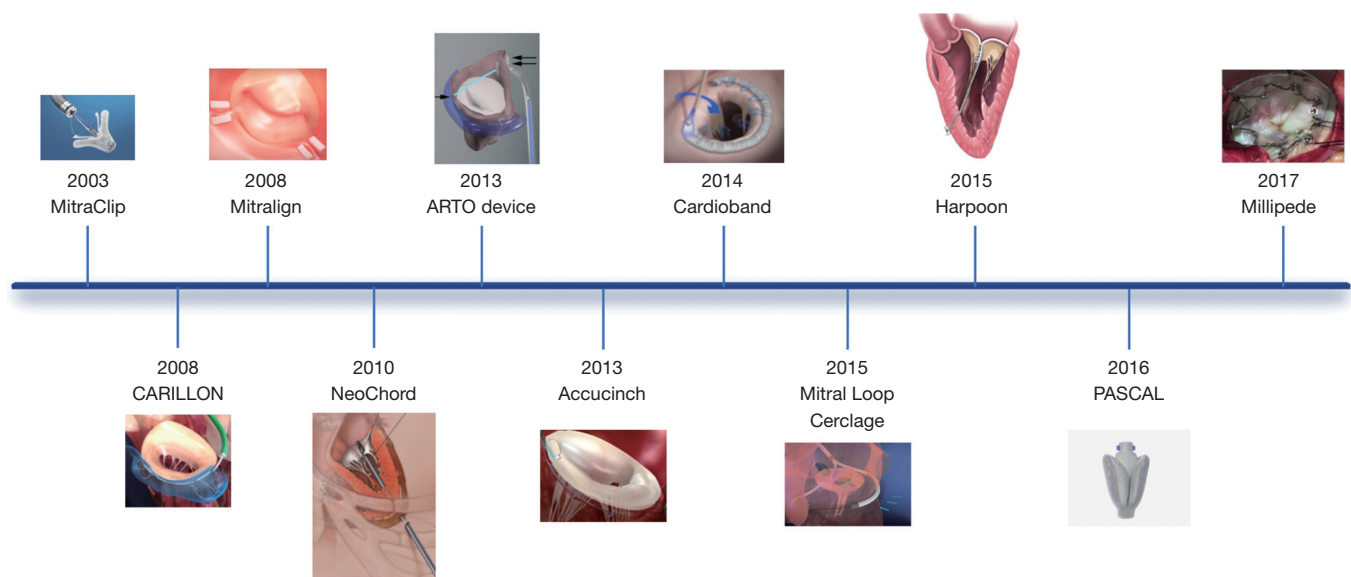 2003
MitraClip
2008
Mitralign
2013
ARTO device
2014
Cardioband
2015
Harpoon
2017
Millipede
2008
CARILLON
2010
NeoChord
2013
Accucinch
2015
Mitral Loop
Cerclage
2016
PASCAL